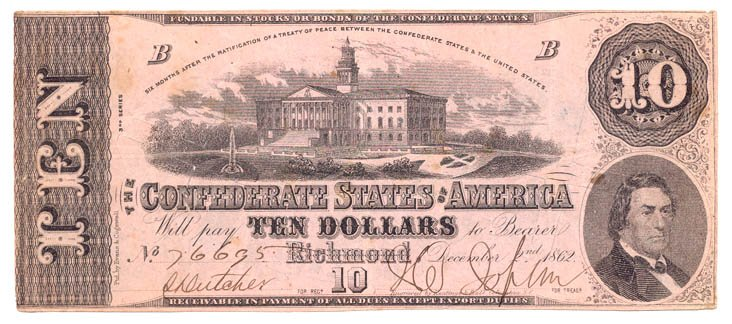 FUNDABLE IN STOCKS OR BONDS OF THE CONFEDERATE STATES
B B
SIX MONTHS AFTER THE RATIFICATION OF A TREATY OF PEACE BETWEEN THE CONFEDERATE STATES & THE UNITED STATES.
10
TEN
3RD SERIES
THE CONFEDERATE STATES OF AMERICA
Will pay TEN DOLLARS to Bearer
No 76695 Richmond December 2nd 1862
10
FOR REGR
FOR TREASR
Pub. by Evans & Cogswell
RECEIVABLE IN PAYMENT OF ALL DUES EXCEPT EXPORT DUTIES